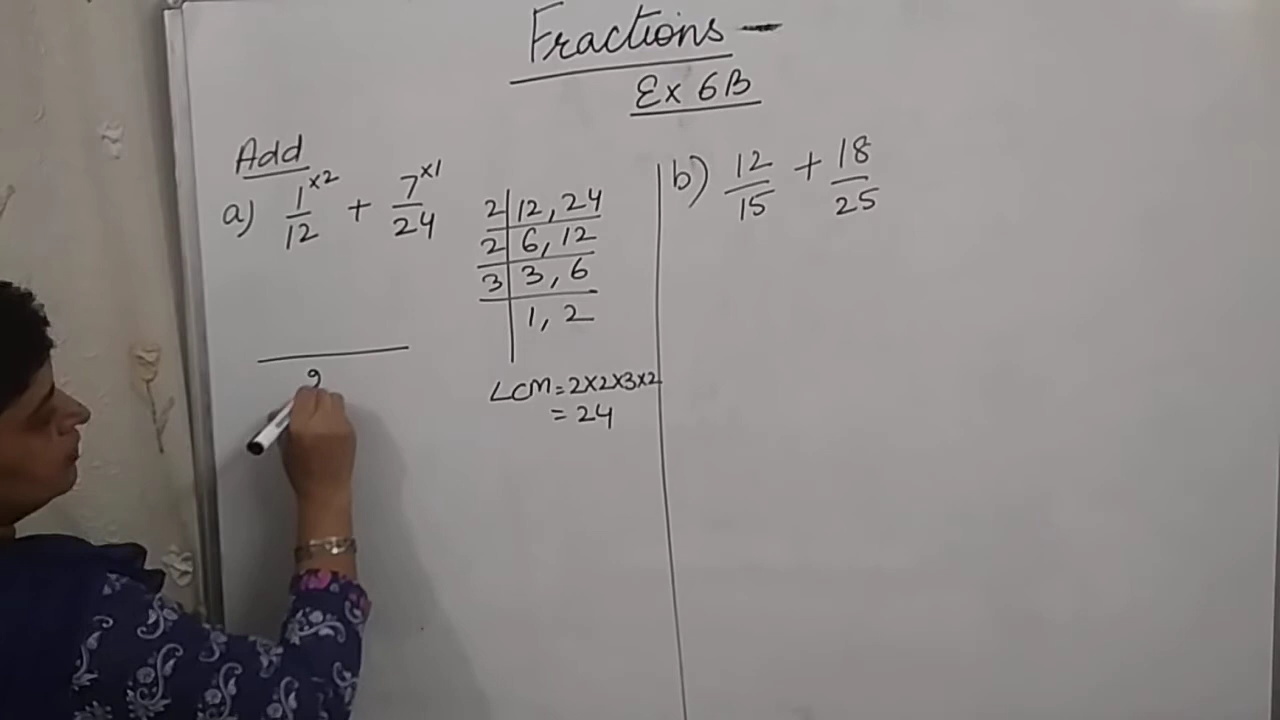 Fractions -
Ex 6B
Add
a) 1/12 ×2 + 7/24 ×1
2 | 12, 24
2 | 6, 12
3 | 3, 6
1, 2
LCM = 2×2×3×2
= 24
b) 12/15 + 18/25